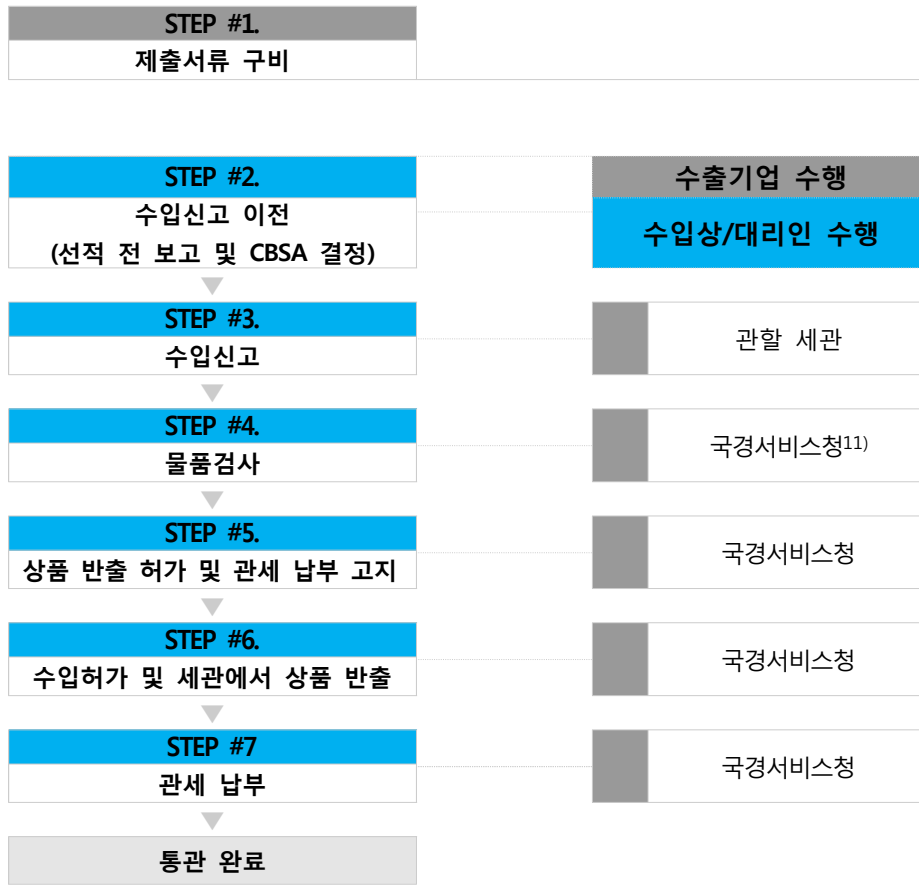 STEP #1.
제출서류 구비
STEP #2.
수입신고 이전
(선적 전 보고 및 CBSA 결정)
수출기업 수행
수입상/대리인 수행
STEP #3.
수입신고
관할 세관
STEP #4.
물품검사
국경서비스청11)
STEP #5.
상품 반출 허가 및 관세 납부 고지
국경서비스청
STEP #6.
수입허가 및 세관에서 상품 반출
국경서비스청
STEP #7
관세 납부
국경서비스청
통관 완료